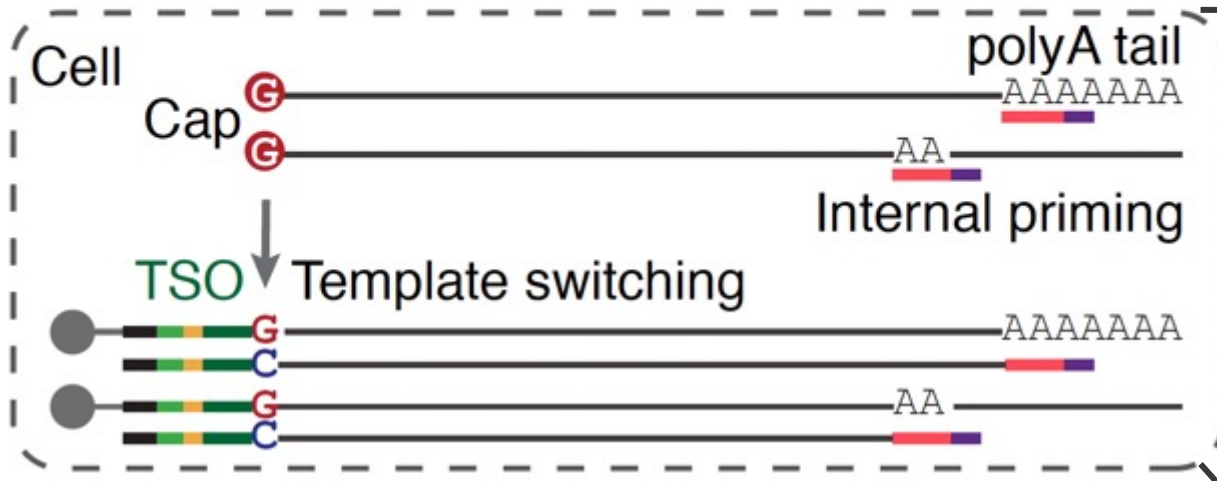 Cell
polyA tail
G AAAAAAA
Cap
G AA
Internal priming
TSO Template switching
G AAAAAAA
C
G AA
C